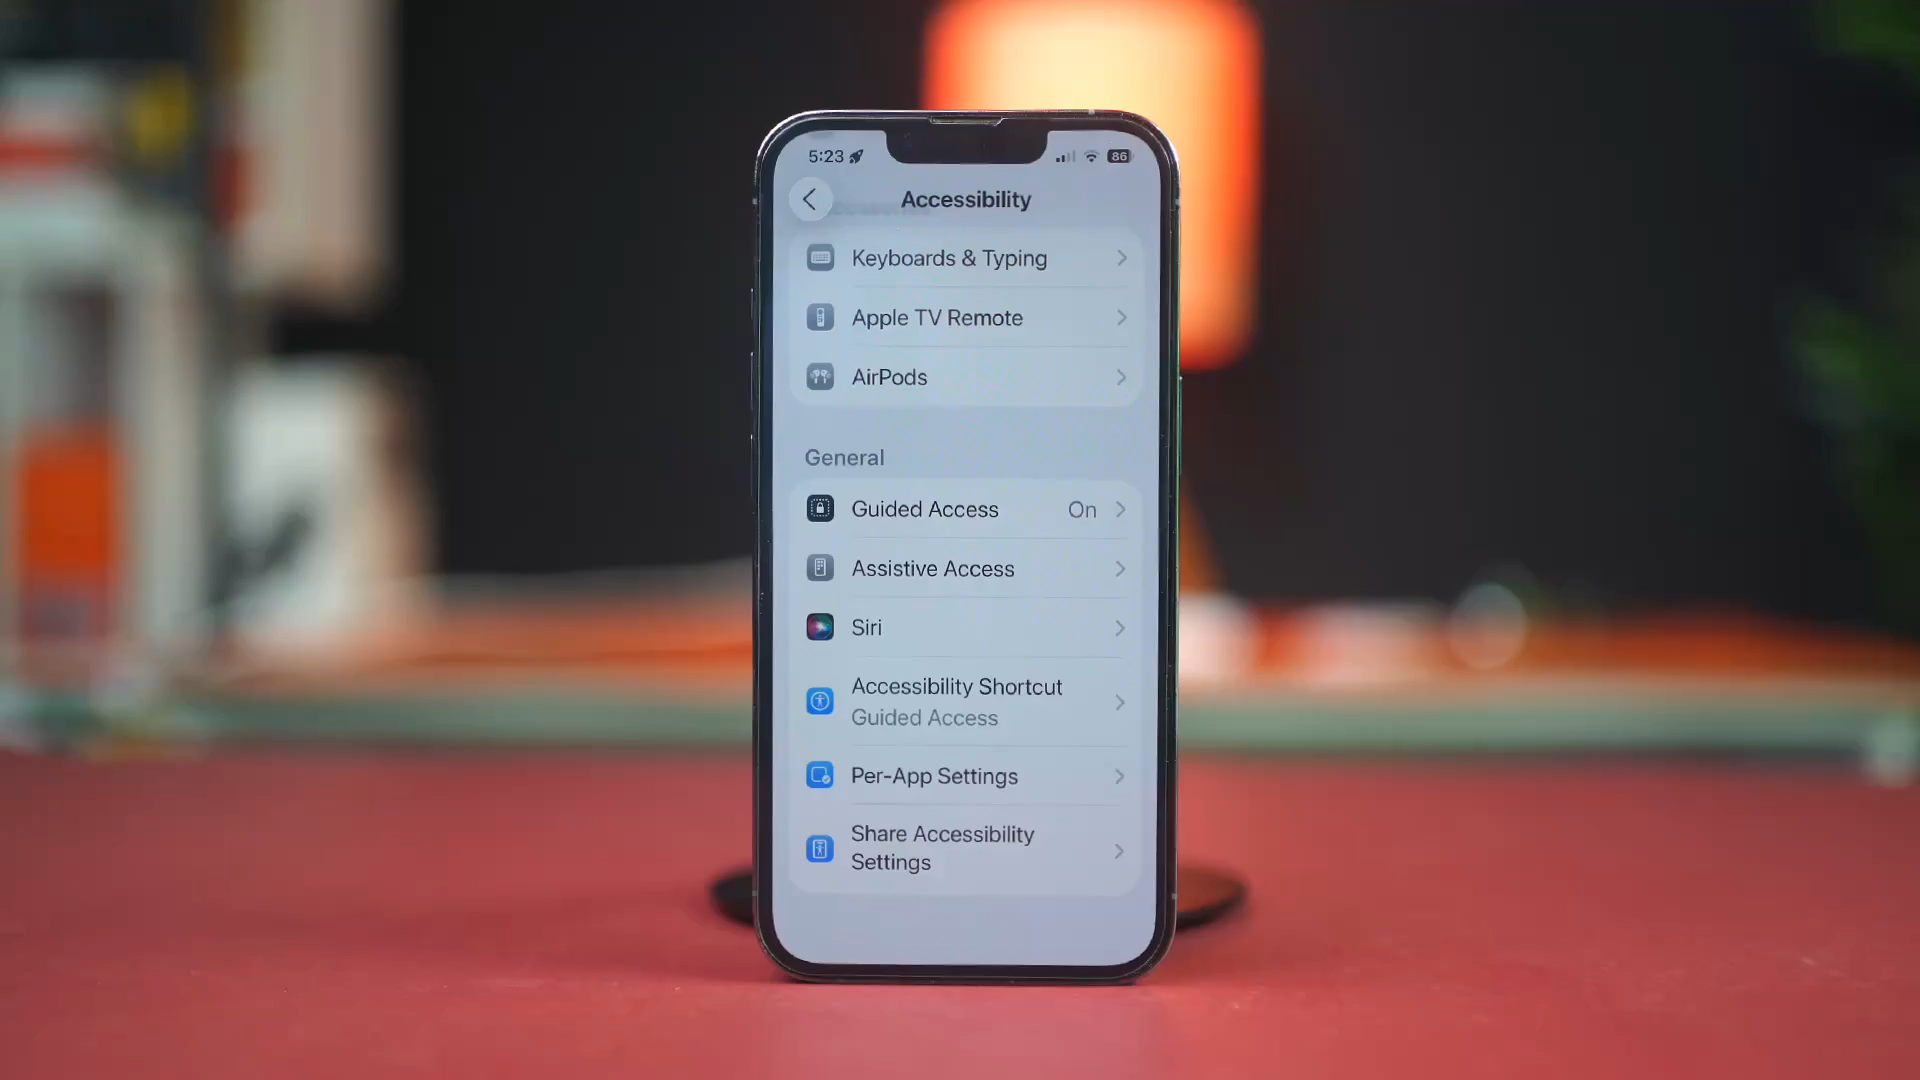 5:23
86
Accessibility
Keyboards & Typing
Apple TV Remote
AirPods
General
Guided Access On
Assistive Access
Siri
Accessibility Shortcut
Guided Access
Per-App Settings
Share Accessibility
Settings